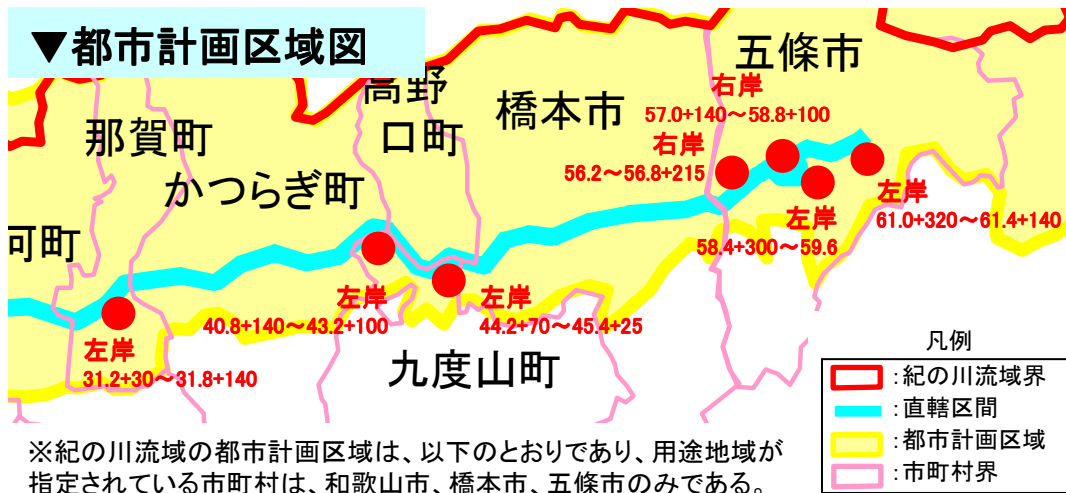 ▼都市計画区域図
五條市
高野
口町
橋本市
右岸
57.0+140～58.8+100
那賀町
右岸
56.2～56.8+215
かつらぎ町
左岸
61.0+320～61.4+140
左岸
58.4+300～59.6
河町
左岸
40.8+140～43.2+100
左岸
44.2+70～45.4+25
左岸
31.2+30～31.8+140
九度山町
凡例
：紀の川流域界
：直轄区間
：都市計画区域
：市町村界
※紀の川流域の都市計画区域は、以下のとおりであり、用途地域が
指定されている市町村は、和歌山市、橋本市、五條市のみである。